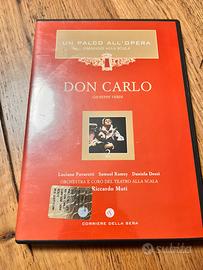 UN PALCO ALL'OPERA
DON CARLO
GIUSEPPE VERDI
Luciano Pavarotti Samuel Ramey Daniela Dessì
ORCHESTRA E CORO DEL TEATRO ALLA SCALA
Riccardo Muti
CORRIERE DELLA SERA
subito